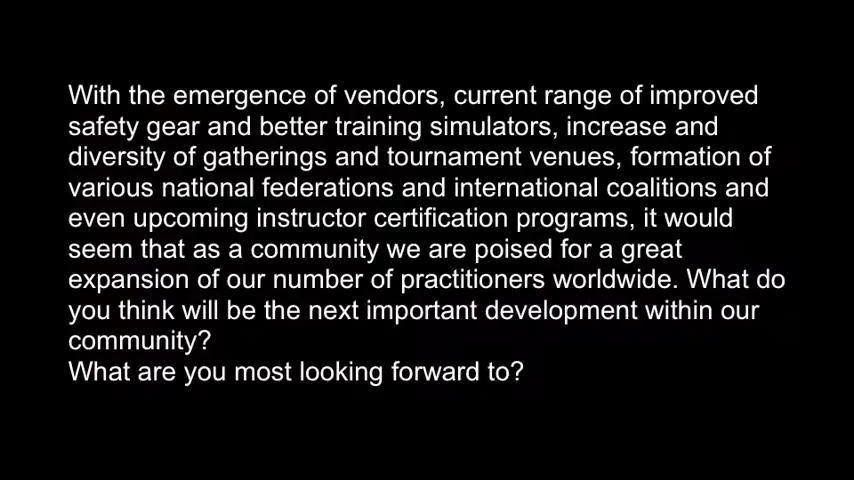 With the emergence of vendors, current range of improved
safety gear and better training simulators, increase and
diversity of gatherings and tournament venues, formation of
various national federations and international coalitions and
even upcoming instructor certification programs, it would
seem that as a community we are poised for a great
expansion of our number of practitioners worldwide. What do
you think will be the next important development within our
community?
What are you most looking forward to?